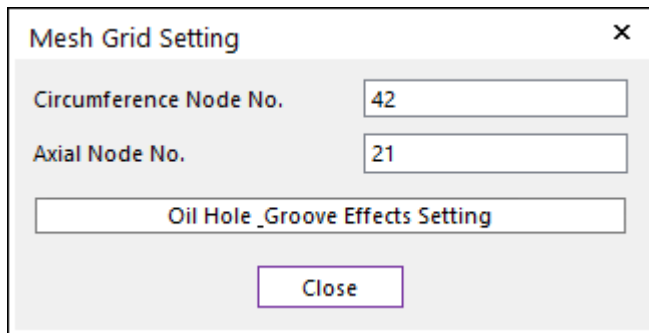 Mesh Grid Setting
Circumference Node No. 42
Axial Node No. 21
Oil Hole _Groove Effects Setting
Close